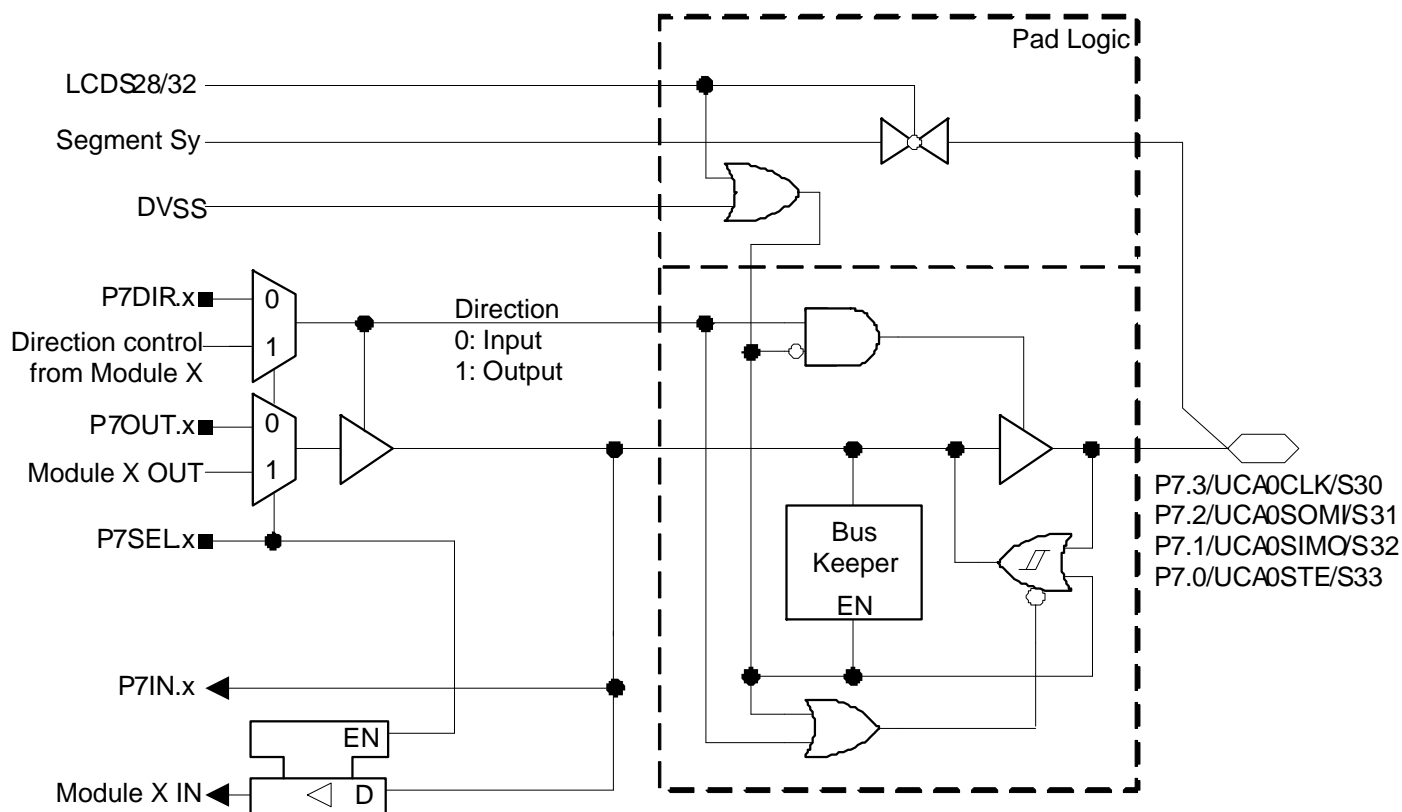 Pad Logic
LCDS28/32
Segment Sy
DVSS
P7DIR.x
0
Direction control
from Module X
1
Direction
0: Input
1: Output
P7OUT.x
0
Module X OUT
1
P7SEL.x
Bus
Keeper
EN
P7.3/UCA0CLK/S30
P7.2/UCA0SOMI/S31
P7.1/UCA0SIMO/S32
P7.0/UCA0STE/S33
P7IN.x
EN
Module X IN
D